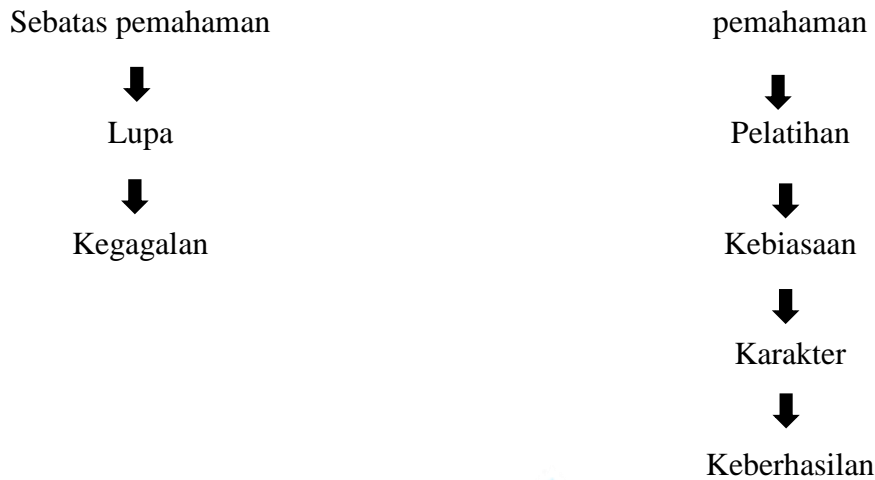 Sebatas pemahaman
Lupa
Kegagalan
pemahaman
Pelatihan
Kebiasaan
Karakter
Keberhasilan